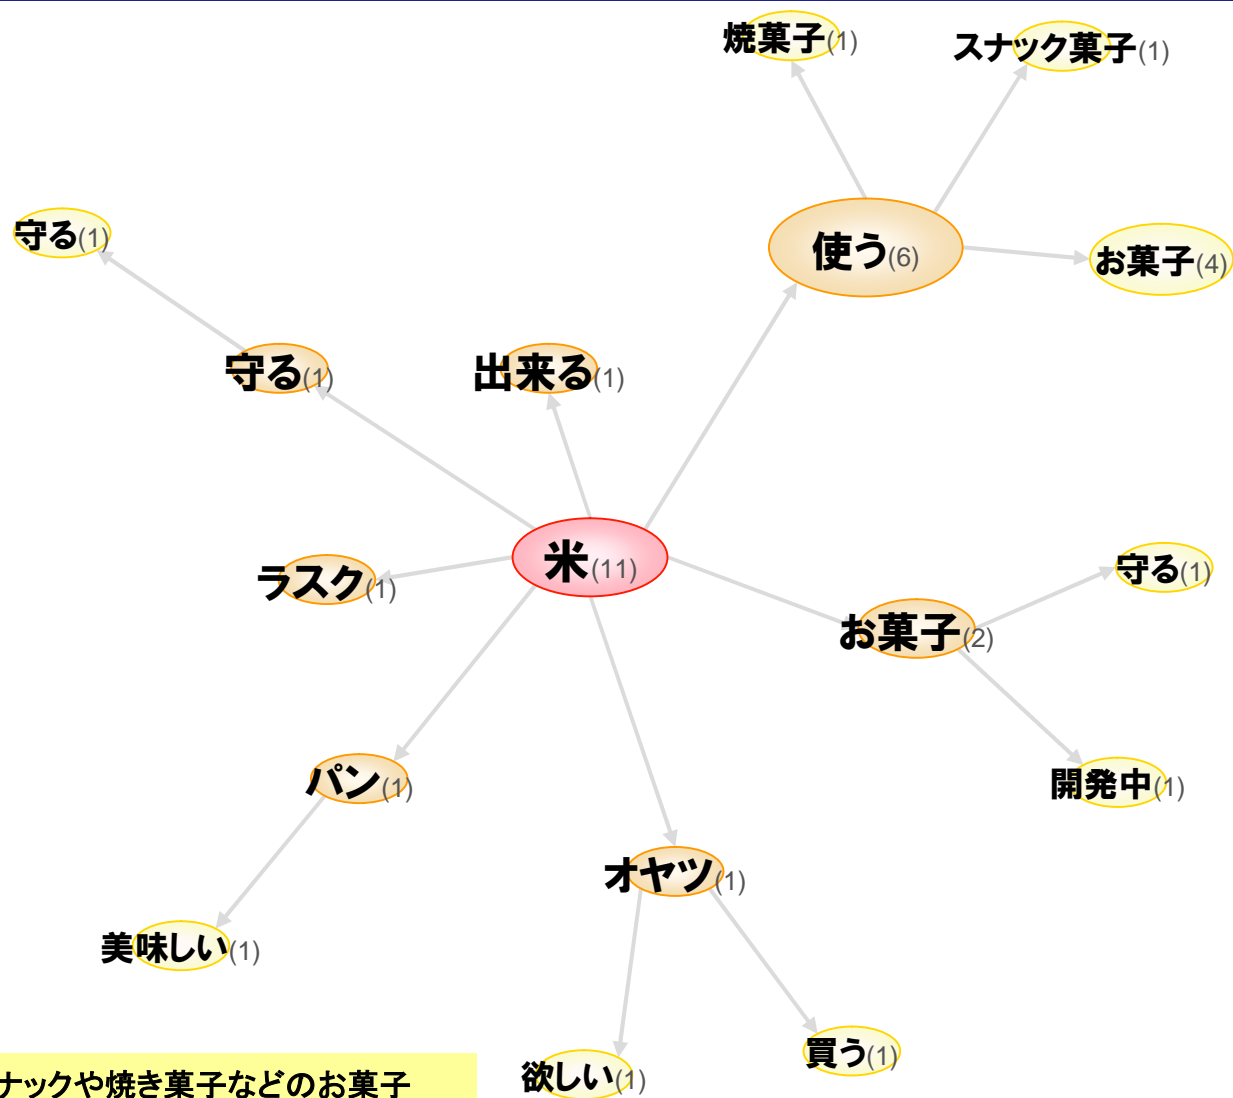 焼菓子(1)
スナック菓子(1)
守る(1)
使う(6)
お菓子(4)
守る(1)
出来る(1)
米(11)
ラスク(1)
守る(1)
お菓子(2)
パン(1)
開発中(1)
オヤツ(1)
美味しい(1)
買う(1)
欲しい(1)
ナックや焼き菓子などのお菓子